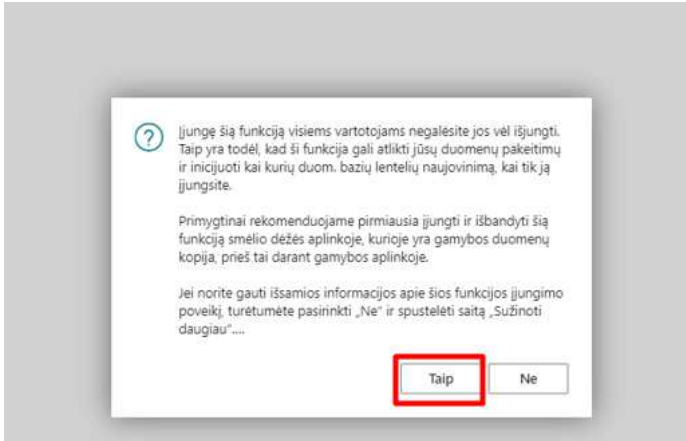 Įjungę šią funkciją visiems vartotojams negalėsite jos vėl išjungti.
Taip yra todėl, kad ši funkcija gali atlikti jūsų duomenų pakeitimų
ir inicijuoti kai kurių duom. bazių lentelių naujovinimą, kai tik ją
įjungsite.
Primygtinai rekomenduojame pirmiausia įjungti ir išbandyti šią
funkciją smėlio dėžės aplinkoje, kurioje yra gamybos duomenų
kopija, prieš tai darant gamybos aplinkoje.
Jei norite gauti išsamios informacijos apie šios funkcijos įjungimo
poveikį, turėtumėte pasirinkti „Ne" ir spustelėti saitą „Sužinoti
daugiau"....
Taip
Ne